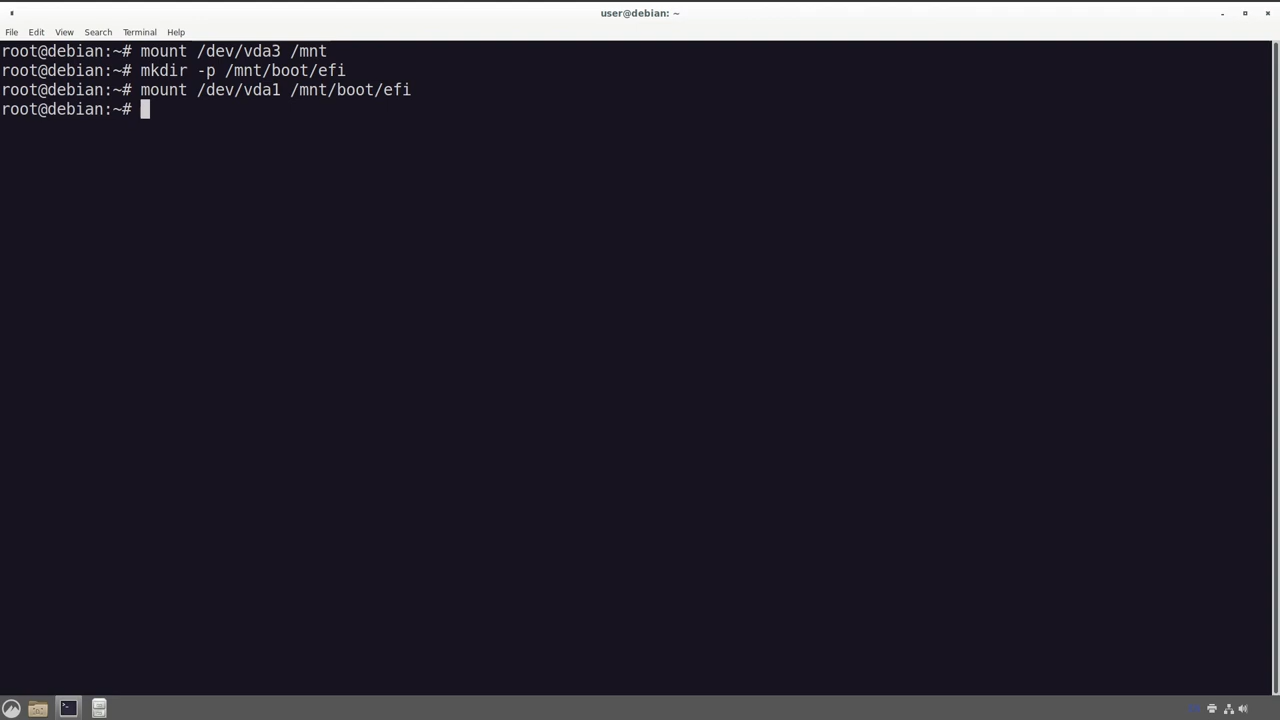 user@debian: ~
File Edit View Search Terminal Help
root@debian:~# mount /dev/vda3 /mnt
root@debian:~# mkdir -p /mnt/boot/efi
root@debian:~# mount /dev/vda1 /mnt/boot/efi
root@debian:~#